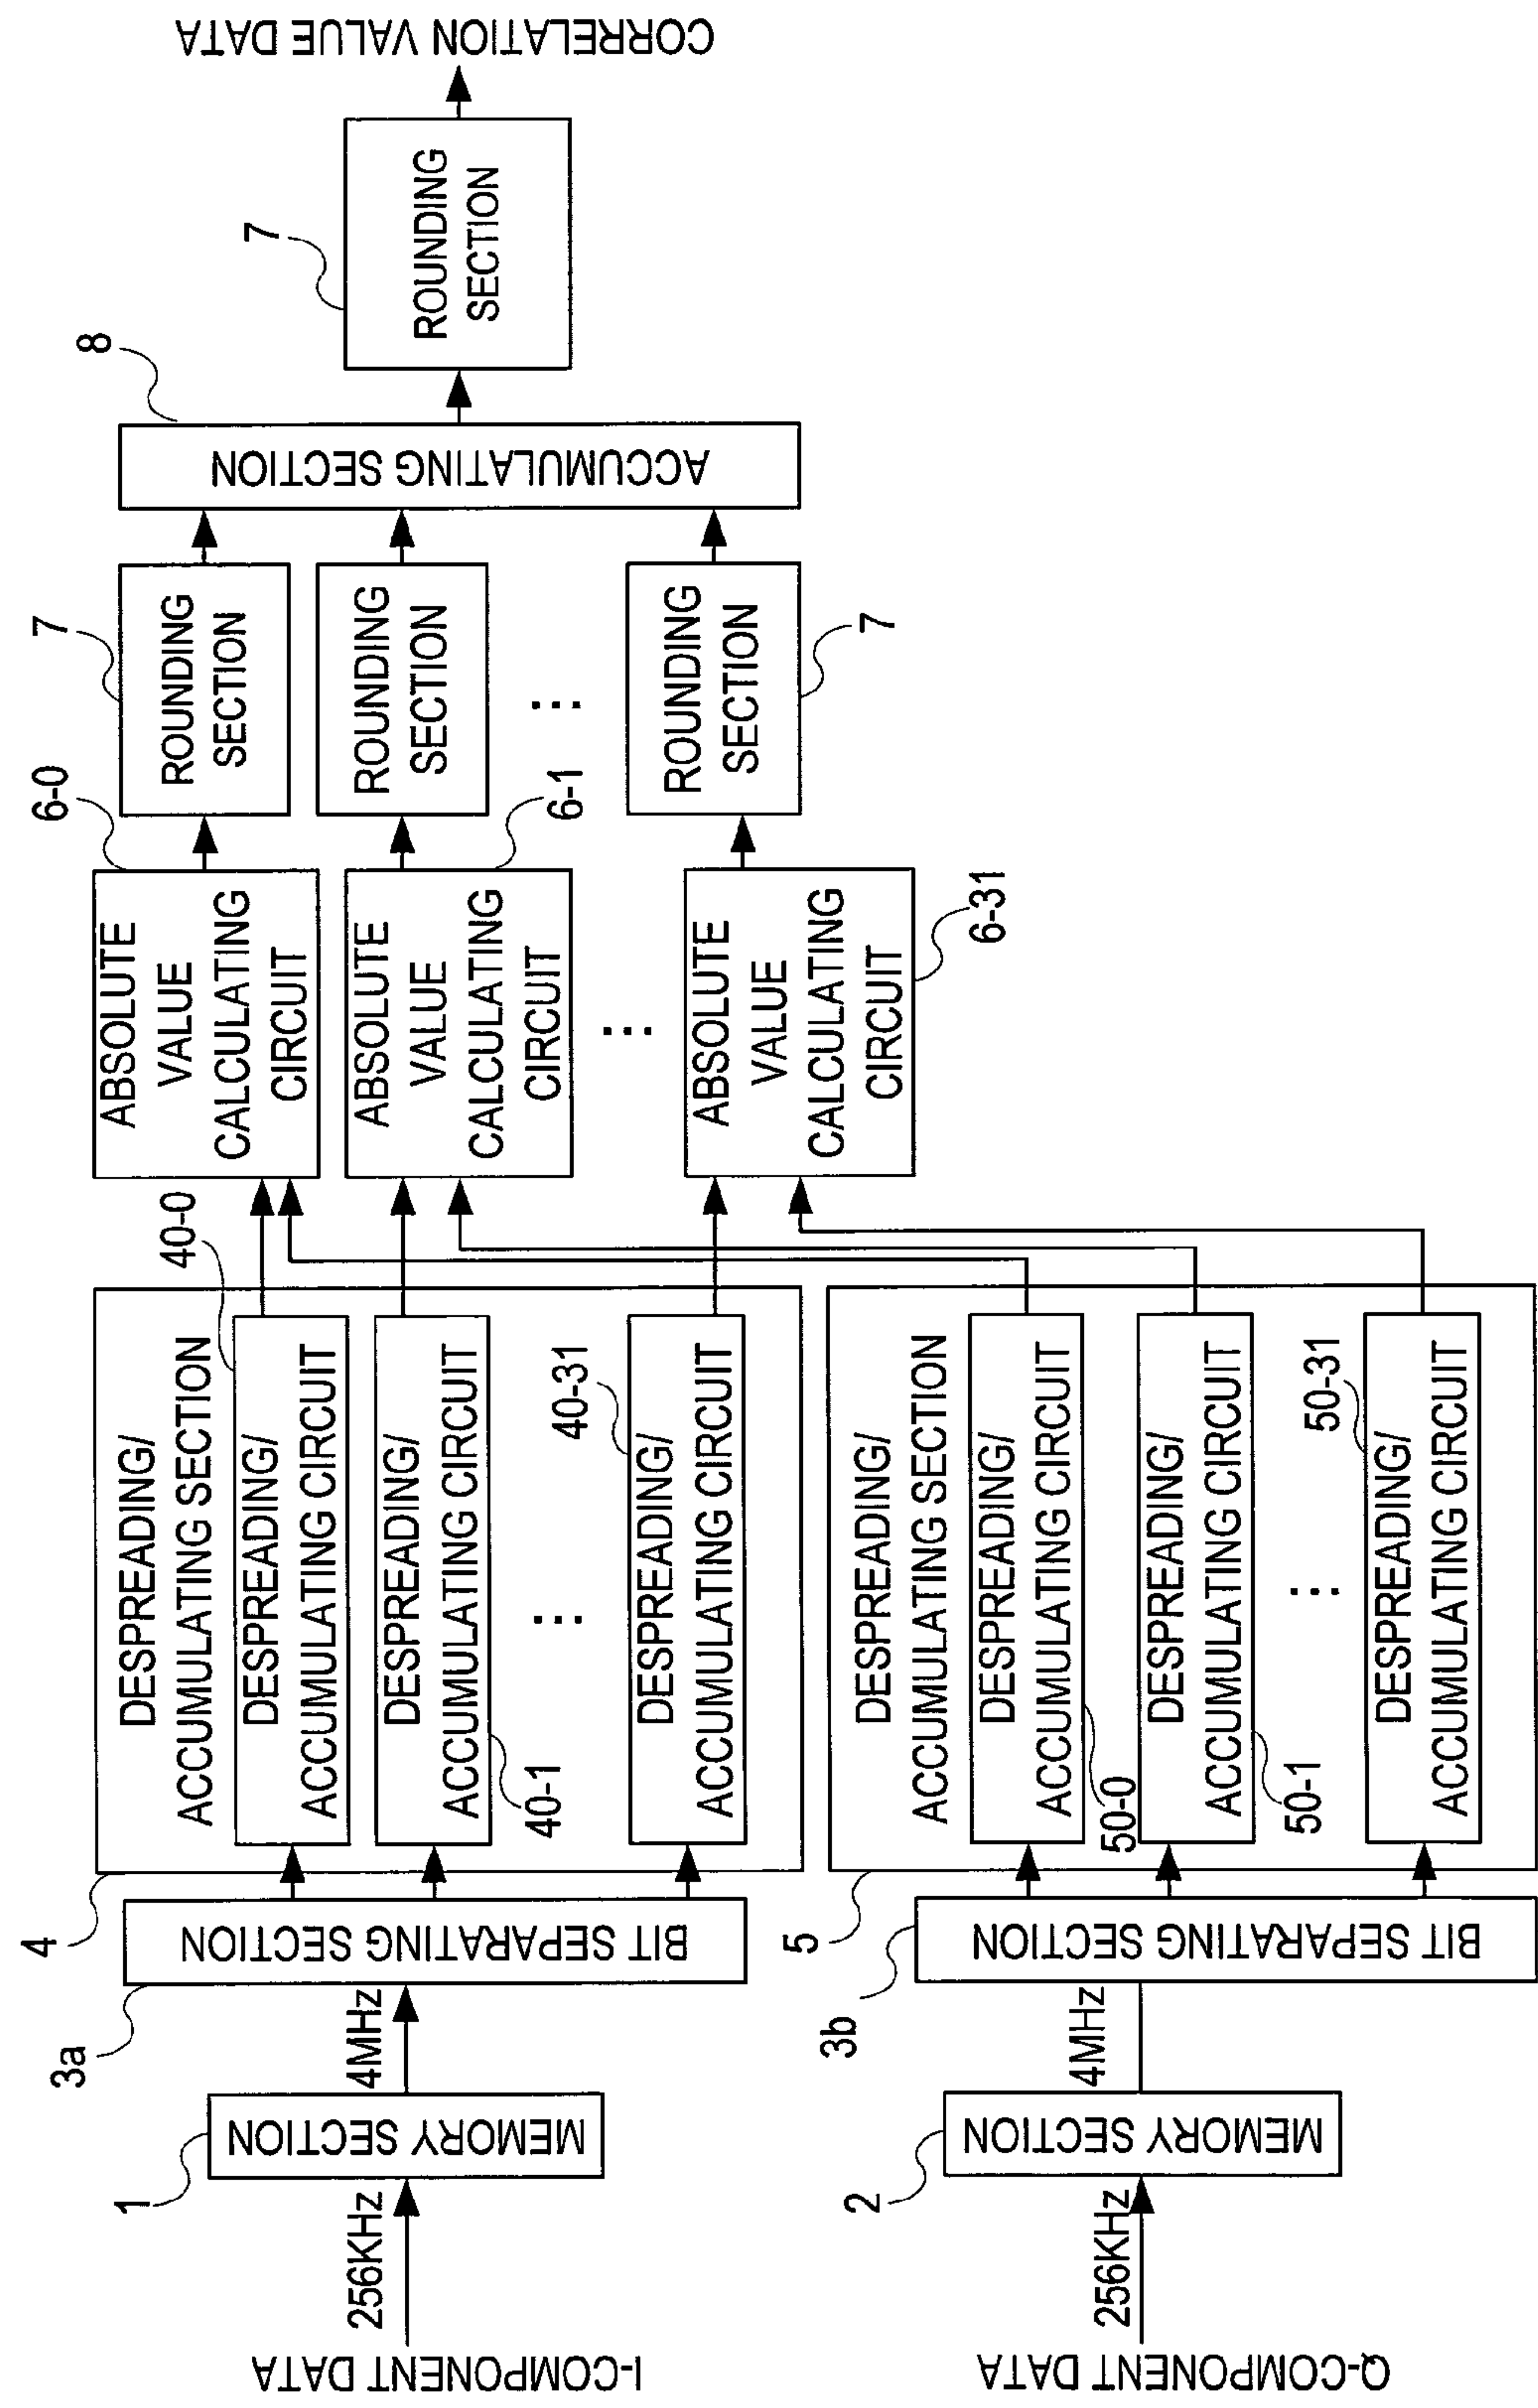 I-COMPONENT DATA
256KHz
1
MEMORY SECTION
4MHz
3a
BIT SEPARATING SECTION
4
DESPREADING/
ACCUMULATING SECTION
40-0
DESPREADING/
ACCUMULATING CIRCUIT
DESPREADING/
ACCUMULATING CIRCUIT
40-1
...
40-31
DESPREADING/
ACCUMULATING CIRCUIT
Q-COMPONENT DATA
256KHz
2
MEMORY SECTION
4MHz
3b
BIT SEPARATING SECTION
5
DESPREADING/
ACCUMULATING SECTION
DESPREADING/
ACCUMULATING CIRCUIT
50-0
DESPREADING/
ACCUMULATING CIRCUIT
50-1
...
50-31
DESPREADING/
ACCUMULATING CIRCUIT
6-0
ABSOLUTE
VALUE
CALCULATING
CIRCUIT
ABSOLUTE
VALUE
CALCULATING
CIRCUIT
6-1
...
ABSOLUTE
VALUE
CALCULATING
CIRCUIT
6-31
7
ROUNDING
SECTION
ROUNDING
SECTION
...
ROUNDING
SECTION
7
8
ACCUMULATING SECTION
7
ROUNDING
SECTION
CORRELATION VALUE DATA